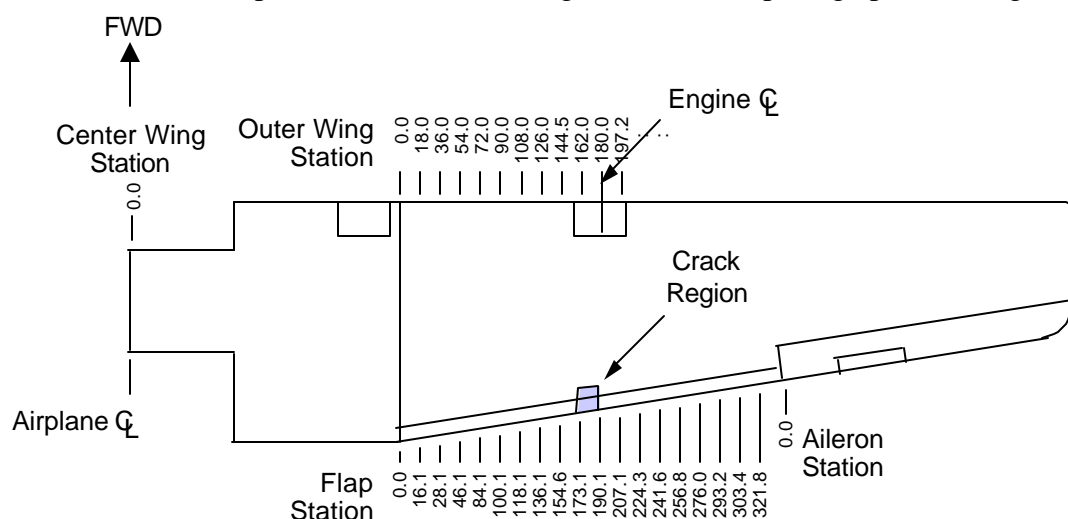 FWD
Engine ℄
Center Wing
Station
0.0
Outer Wing
Station
0.0
18.0
36.0
54.0
72.0
90.0
108.0
126.0
144.5
162.0
180.0
197.2
Crack
Region
Airplane ℄
Flap
Station
0.0
16.1
28.1
46.1
84.1
100.1
118.1
136.1
154.6
173.1
190.1
207.1
224.3
241.6
256.8
276.0
293.2
303.4
321.8
0.0
Aileron
Station